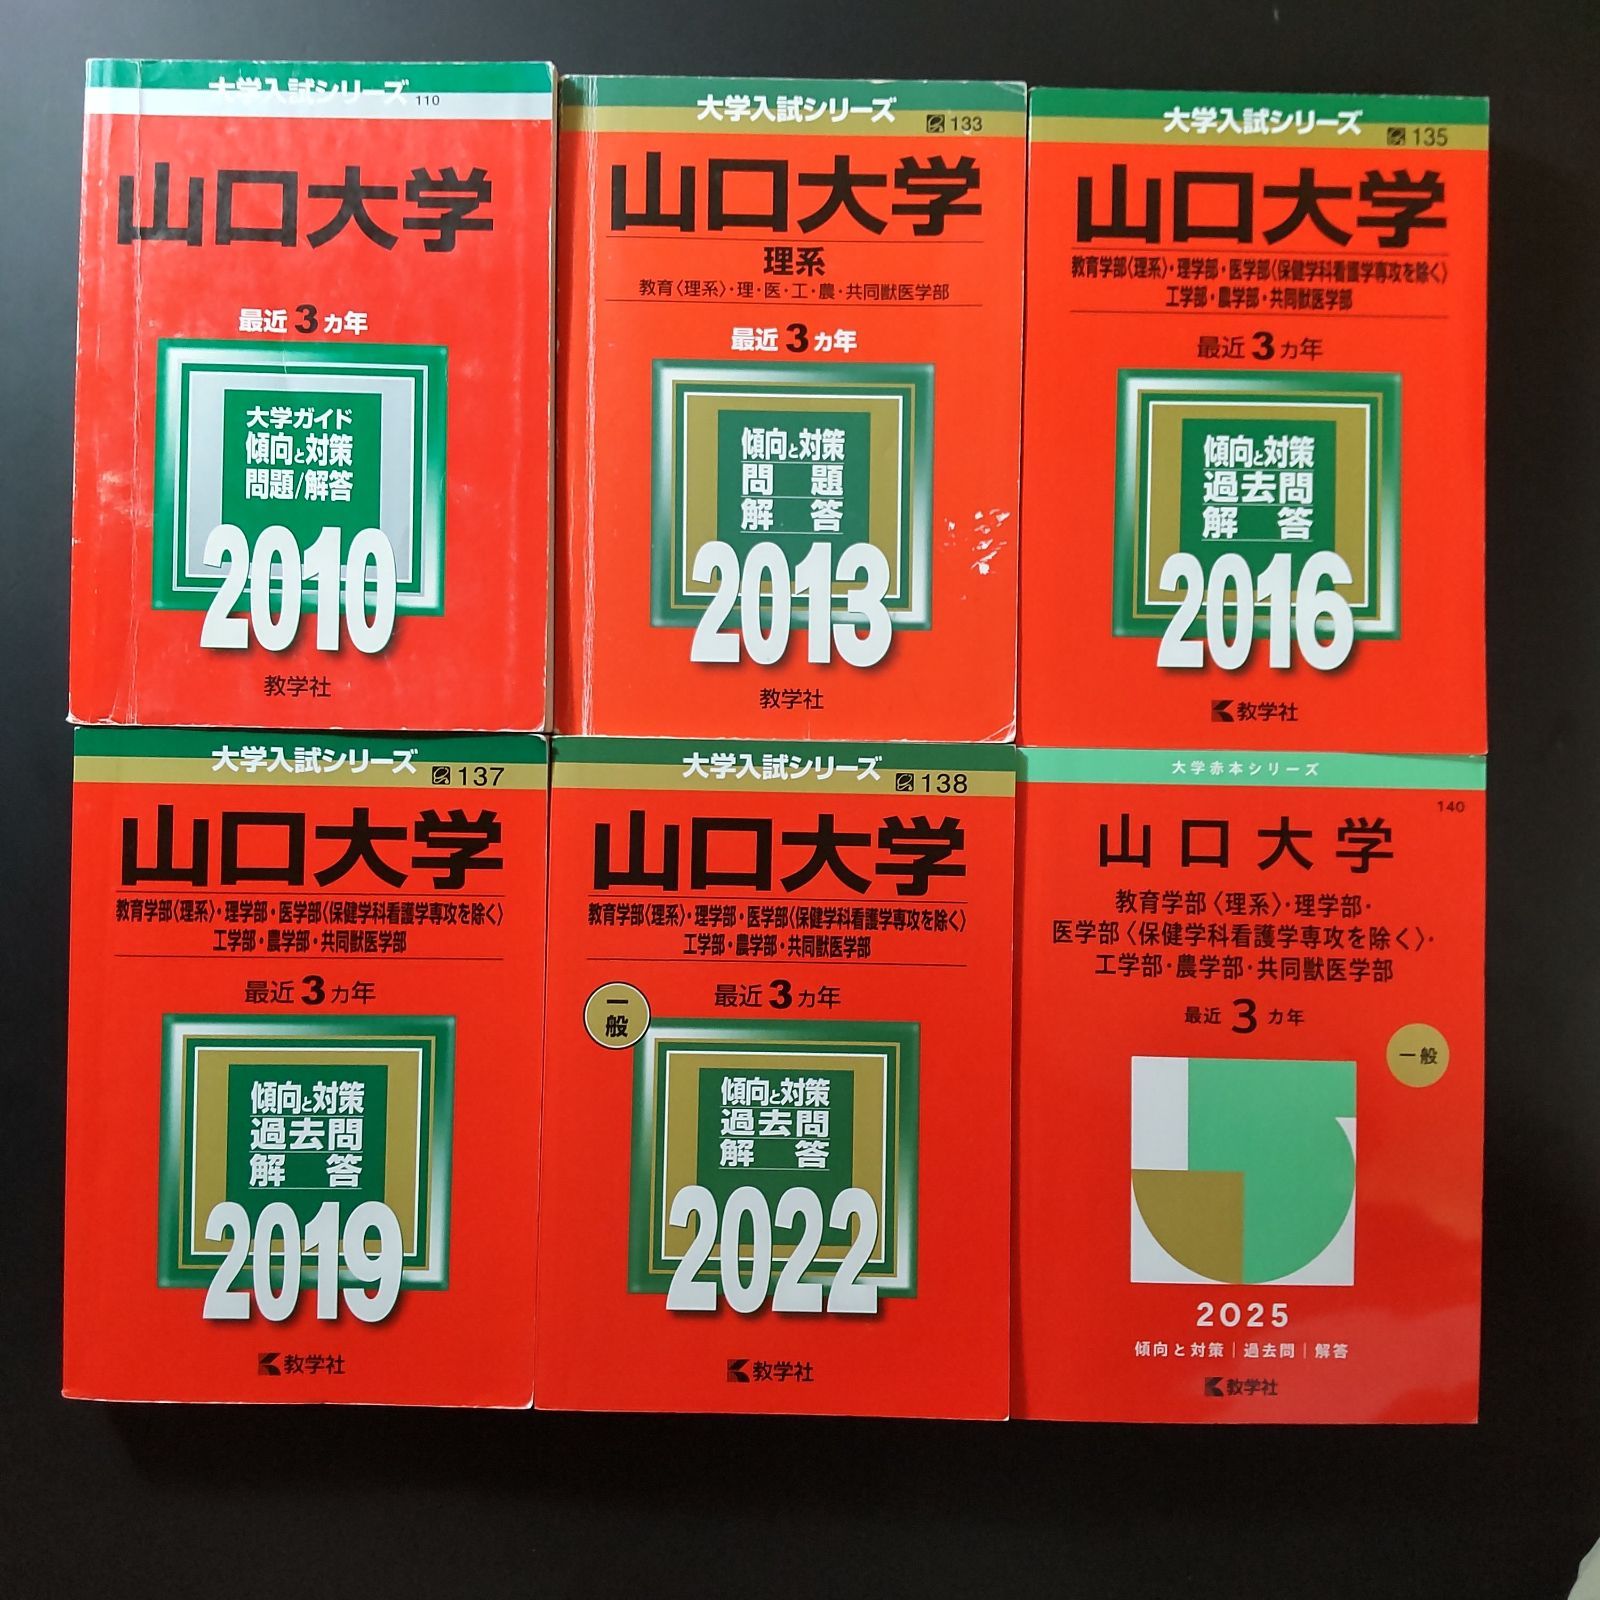 大学入試シリーズ
110
山口大学
最近3カ年
大学ガイド
傾向と対策
問題/解答
2010
教学社
大学入試シリーズ
133
山口大学
理系
教育〈理系〉・理・医・工・農・共同獣医学部
最近3カ年
傾向と対策
問題
解答
2013
教学社
大学入試シリーズ
135
山口大学
教育学部〈理系〉・理学部・医学部〈保健学科看護学専攻を除く〉
工学部・農学部・共同獣医学部
最近3カ年
傾向と対策
過去問
解答
2016
教学社
大学入試シリーズ
137
山口大学
教育学部〈理系〉・理学部・医学部〈保健学科看護学専攻を除く〉
工学部・農学部・共同獣医学部
最近3カ年
傾向と対策
過去問
解答
2019
教学社
大学入試シリーズ
138
山口大学
教育学部〈理系〉・理学部・医学部〈保健学科看護学専攻を除く〉
工学部・農学部・共同獣医学部
最近3カ年
一般
傾向と対策
過去問
解答
2022
教学社
大学赤本シリーズ
140
山口大学
教育学部〈理系〉・理学部・
医学部〈保健学科看護学専攻を除く〉・
工学部・農学部・共同獣医学部
最近3カ年
一般
2025
傾向と対策|過去問|解答
教学社